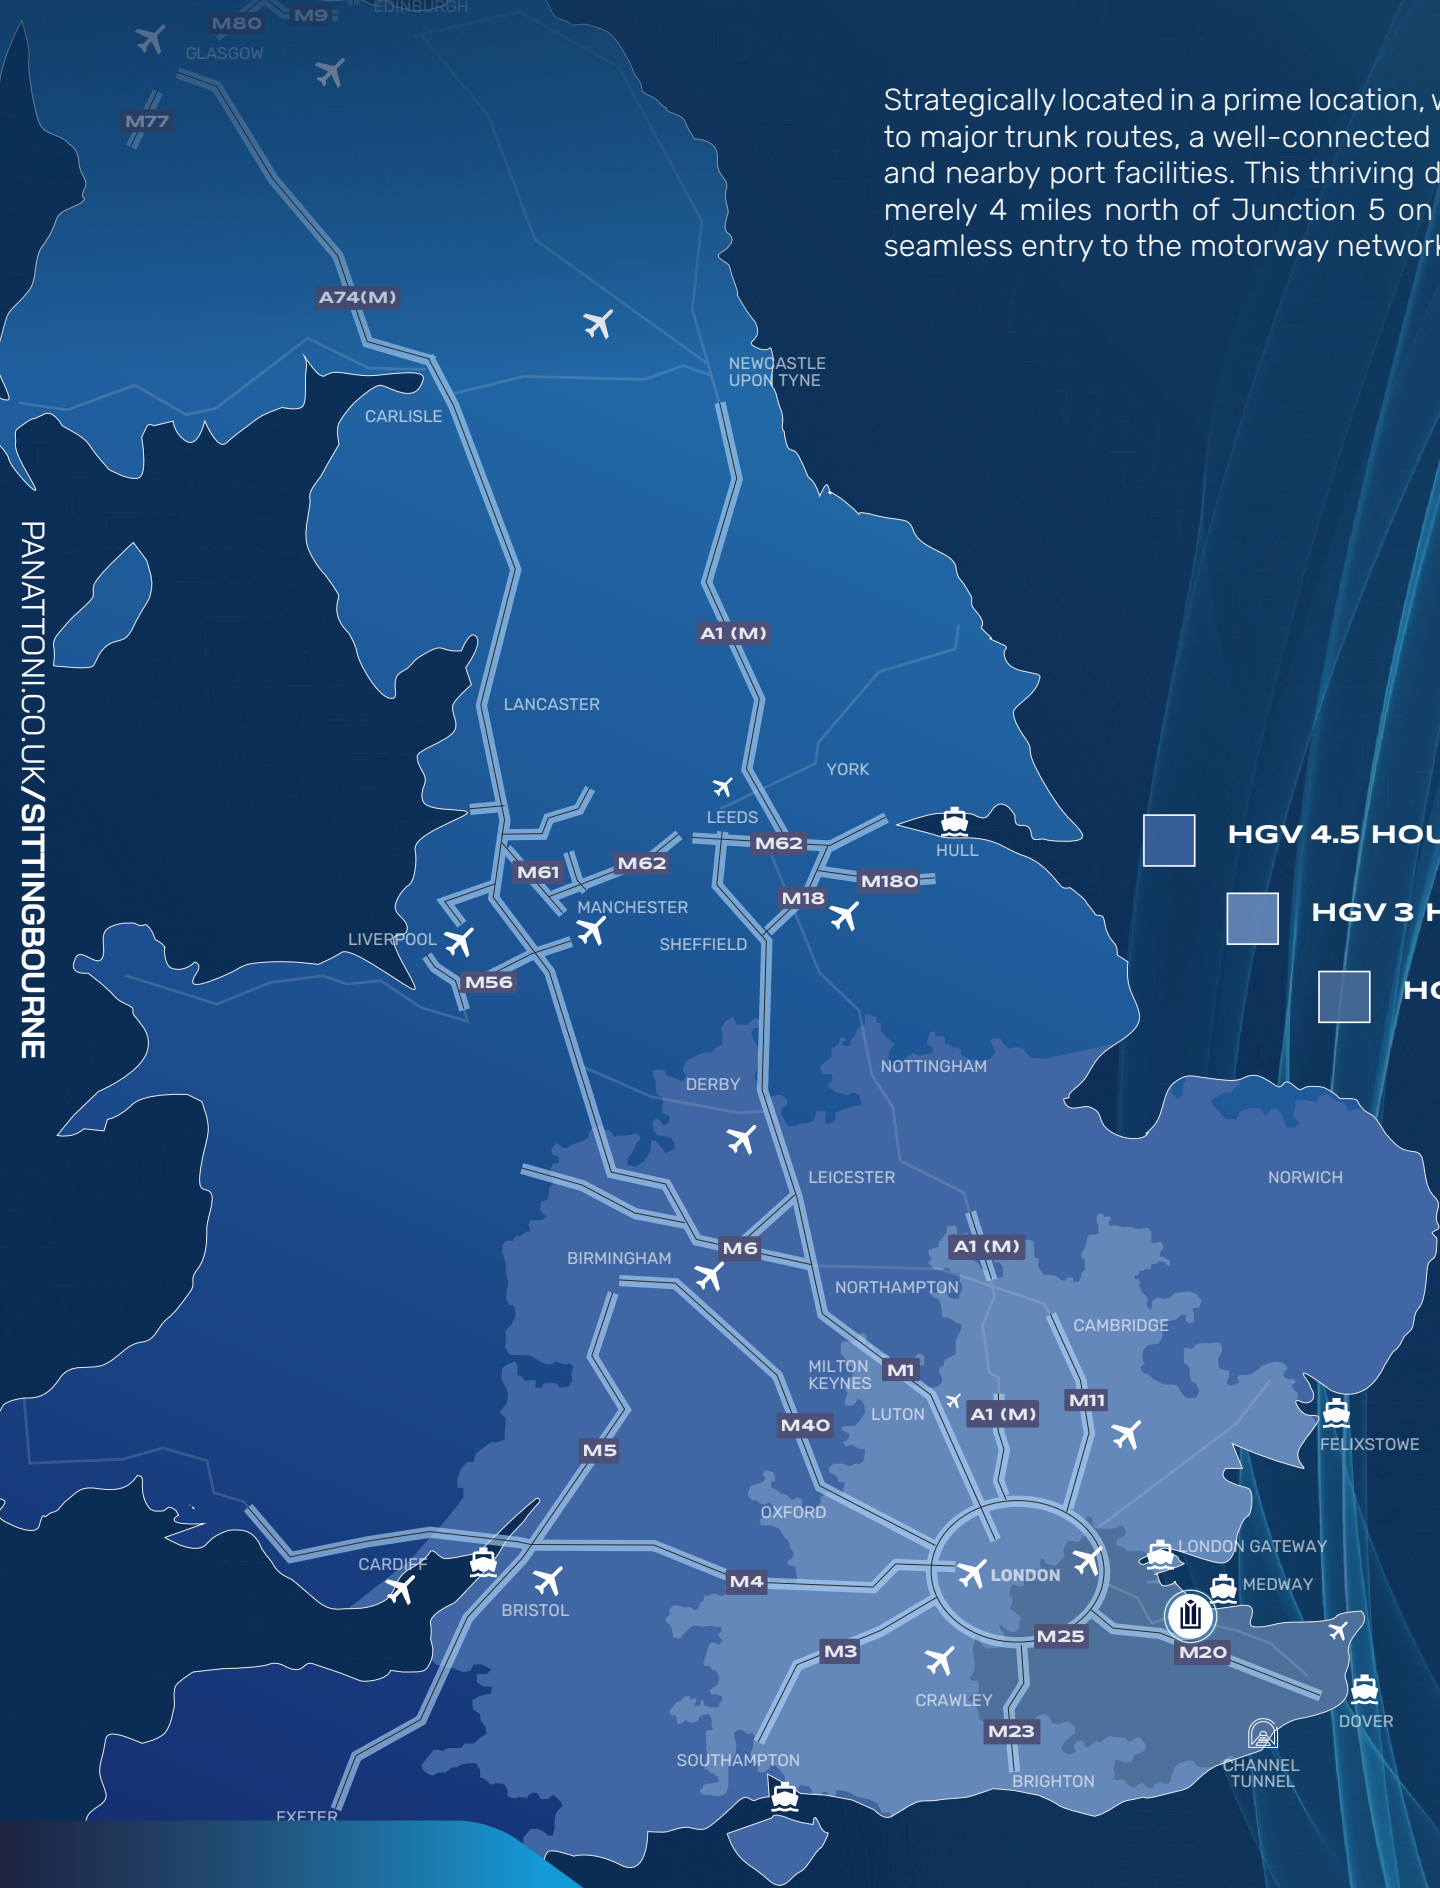 EDINBURGH
M9
M80
GLASGOW
M77
Strategically located in a prime location,
to major trunk routes, a well-connected
and nearby port facilities. This thriving
merely 4 miles north of Junction 5 on
seamless entry to the motorway network
A74(M)
NEWCASTLE
UPON TYNE
CARLISLE
PANATTONI.CO.UK/SITTINGBOURNE
A1 (M)
LANCASTER
YORK
LEEDS
HULL
M62
HGV 4.5 HOU
M62
M61
M180
M18
MANCHESTER
HGV 3 H
LIVERPOOL
SHEFFIELD
M56
HG
NOTTINGHAM
DERBY
LEICESTER
NORWICH
M6
A1 (M)
BIRMINGHAM
NORTHAMPTON
CAMBRIDGE
MILTON
KEYNES
M1
M11
LUTON
A1 (M)
M40
FELIXSTOWE
M5
OXFORD
LONDON GATEWAY
CARDIFF
LONDON
MEDWAY
M4
BRISTOL
M25
M3
M20
CRAWLEY
DOVER
M23
SOUTHAMPTON
CHANNEL
TUNNEL
BRIGHTON
EXETER